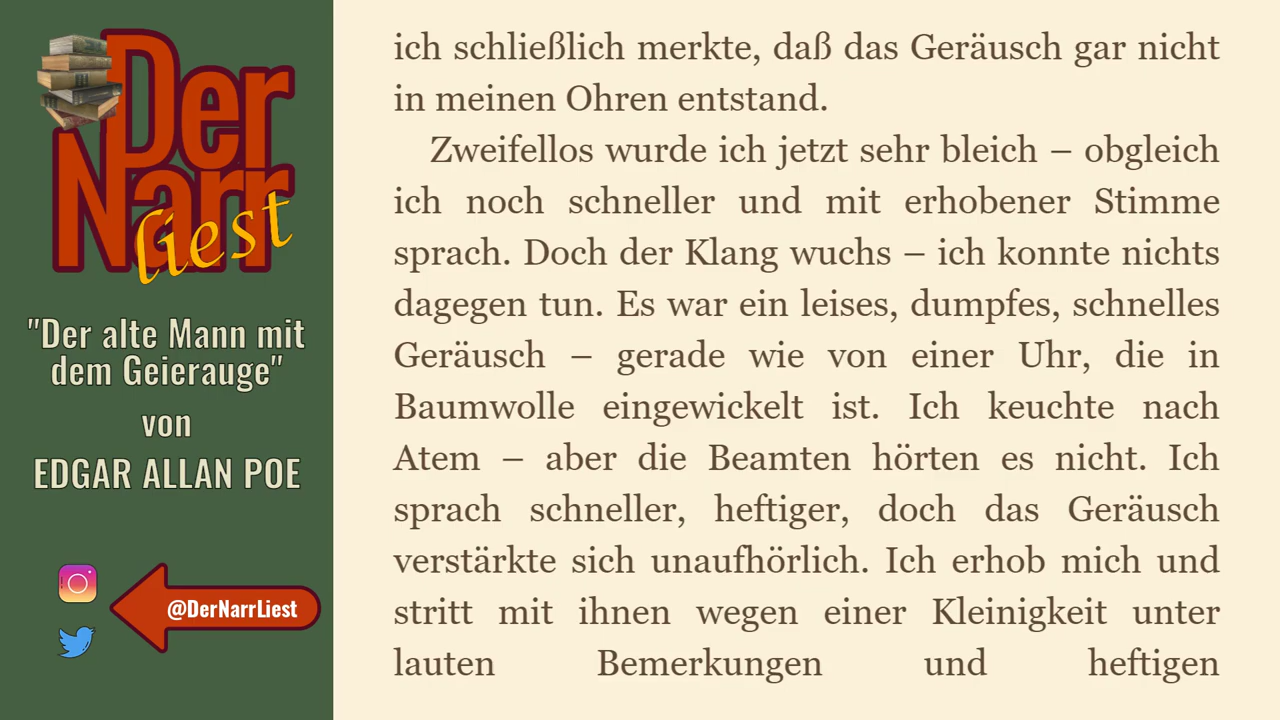 Der
Narr
liest
"Der alte Mann mit
dem Geierauge"
von
EDGAR ALLAN POE
@DerNarrLiest
ich schließlich merkte, daß das Geräusch gar nicht
in meinen Ohren entstand.
Zweifellos wurde ich jetzt sehr bleich – obgleich
ich noch schneller und mit erhobener Stimme
sprach. Doch der Klang wuchs – ich konnte nichts
dagegen tun. Es war ein leises, dumpfes, schnelles
Geräusch – gerade wie von einer Uhr, die in
Baumwolle eingewickelt ist. Ich keuchte nach
Atem – aber die Beamten hörten es nicht. Ich
sprach schneller, heftiger, doch das Geräusch
verstärkte sich unaufhörlich. Ich erhob mich und
stritt mit ihnen wegen einer Kleinigkeit unter
lauten Bemerkungen und heftigen